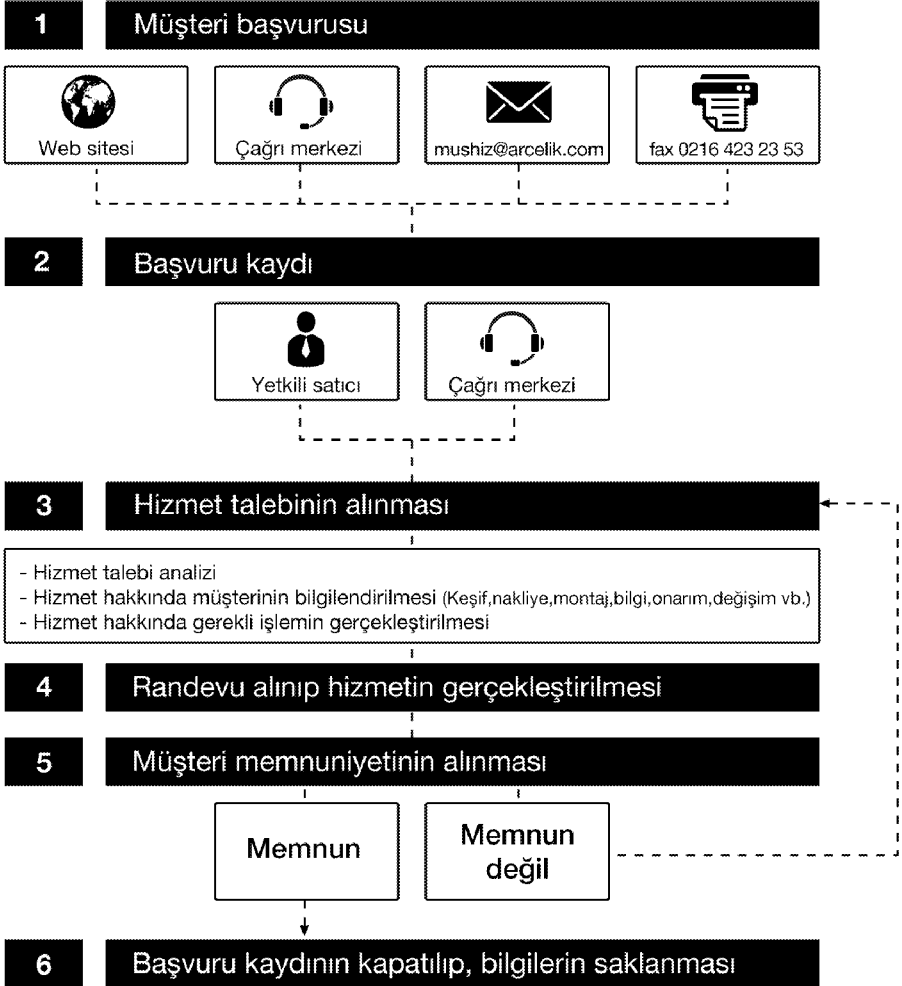 1 Müşteri başvurusu
Web sitesi
Çağrı merkezi
mushiz@arcelik.com
fax 0216 423 23 53
2 Başvuru kaydı
Yetkili satıcı
Çağrı merkezi
3 Hizmet talebinin alınması
- Hizmet talebi analizi
- Hizmet hakkında müşterinin bilgilendirilmesi (Keşif,nakliye,montaj,bilgi,onarım,değişim vb.)
- Hizmet hakkında gerekli işlemin gerçekleştirilmesi
4 Randevu alınıp hizmetin gerçekleştirilmesi
5 Müşteri memnuniyetinin alınması
Memnun
Memnun
değil
6 Başvuru kaydının kapatılıp, bilgilerin saklanması